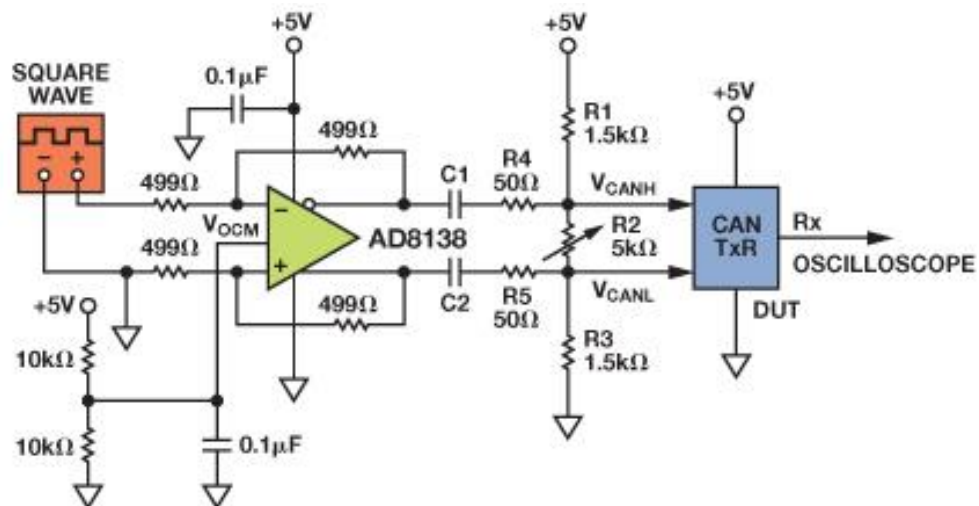 +5V
+5V
+5V
SQUARE
WAVE
0.1µF
− +
499Ω
499Ω
C1
R4
50Ω
R1
1.5kΩ
VCANH
VOCM
−
AD8138
R2
5kΩ
CAN
TxR
Rx
OSCILLOSCOPE
499Ω
+
C2
R5
50Ω
VCANL
DUT
+5V
499Ω
R3
1.5kΩ
10kΩ
10kΩ
0.1µF